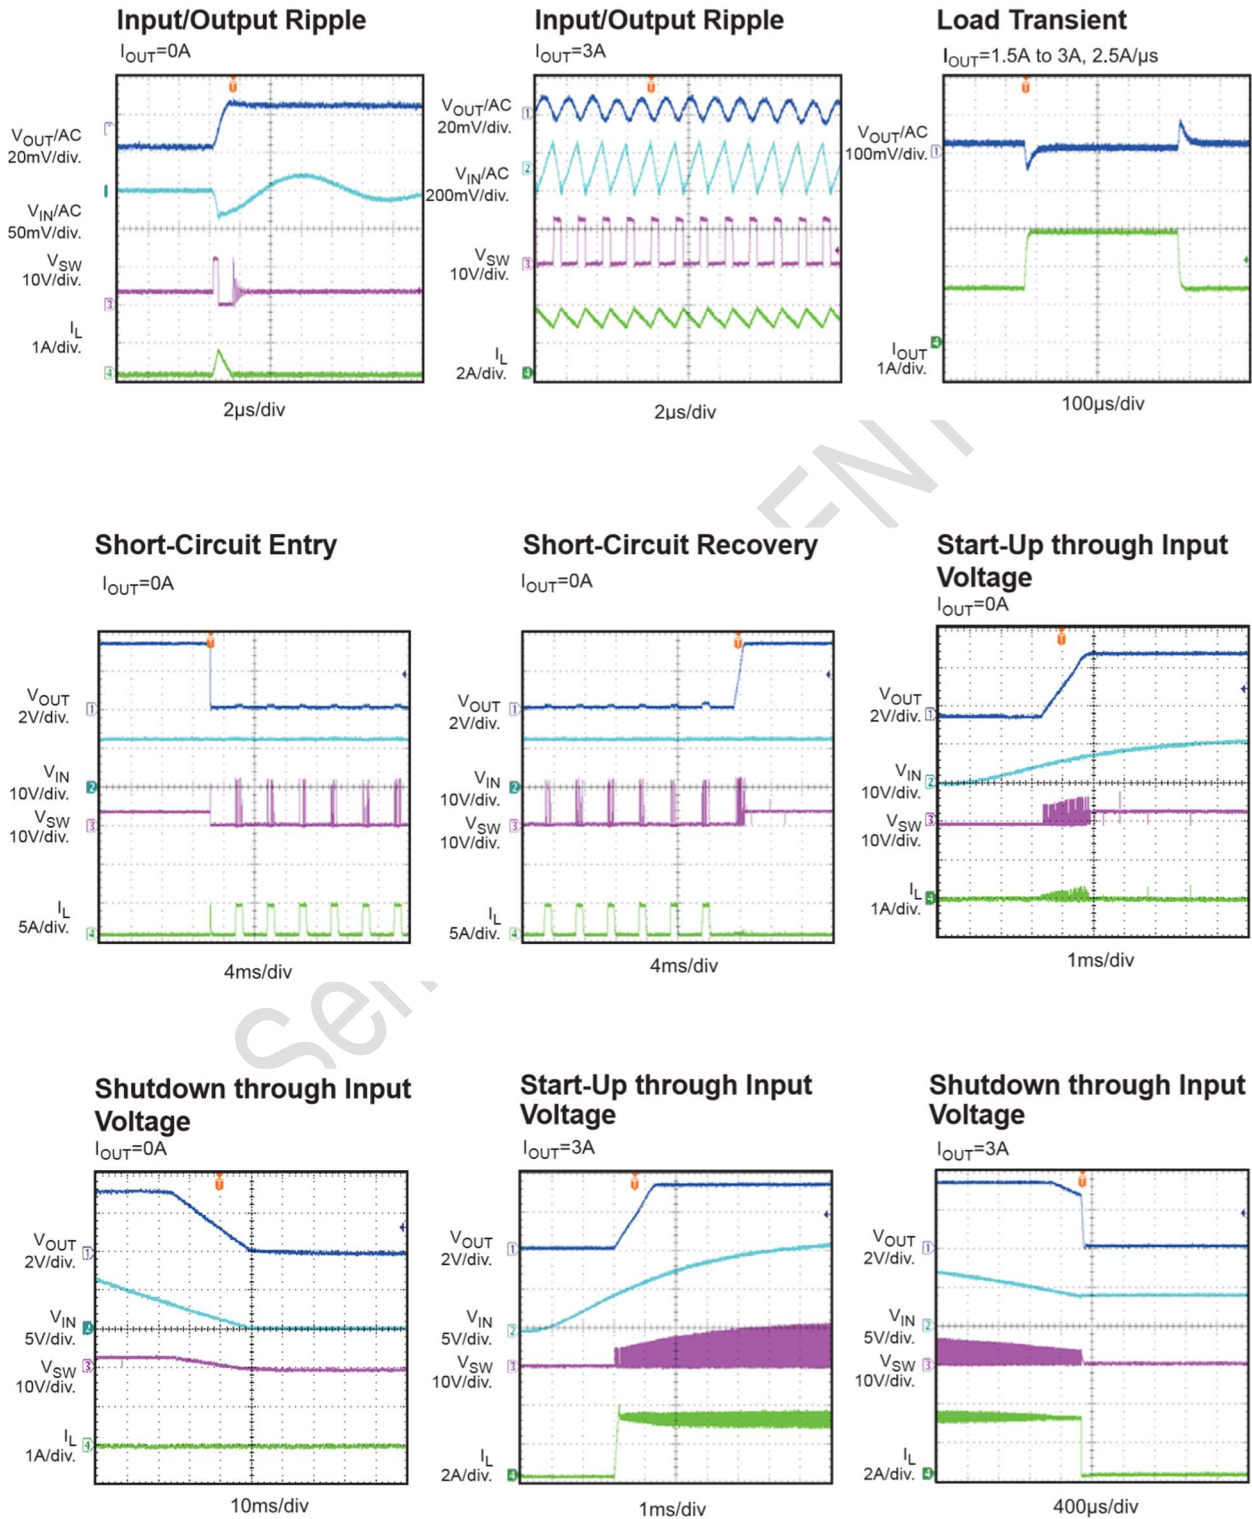 Input/Output Ripple
IOUT=0A
VOUT/AC
20mV/div.
VIN/AC
50mV/div.
VSW
10V/div.
IL
1A/div.
2µs/div
Input/Output Ripple
IOUT=3A
VOUT/AC
20mV/div.
VIN/AC
200mV/div.
VSW
10V/div.
IL
2A/div.
2µs/div
Load Transient
IOUT=1.5A to 3A, 2.5A/µs
VOUT/AC
100mV/div.
IOUT
1A/div.
100µs/div
Short-Circuit Entry
IOUT=0A
VOUT
2V/div.
VIN
10V/div.
VSW
10V/div.
IL
5A/div.
4ms/div
Short-Circuit Recovery
IOUT=0A
VOUT
2V/div.
VIN
10V/div.
VSW
10V/div.
IL
5A/div.
4ms/div
Start-Up through Input
Voltage
IOUT=0A
VOUT
2V/div.
VIN
10V/div.
VSW
10V/div.
IL
1A/div.
1ms/div
Shutdown through Input
Voltage
IOUT=0A
VOUT
2V/div.
VIN
5V/div.
VSW
10V/div.
IL
1A/div.
10ms/div
Start-Up through Input
Voltage
IOUT=3A
VOUT
2V/div.
VIN
5V/div.
VSW
10V/div.
IL
2A/div.
1ms/div
Shutdown through Input
Voltage
IOUT=3A
VOUT
2V/div.
VIN
5V/div.
VSW
10V/div.
IL
2A/div.
400µs/div